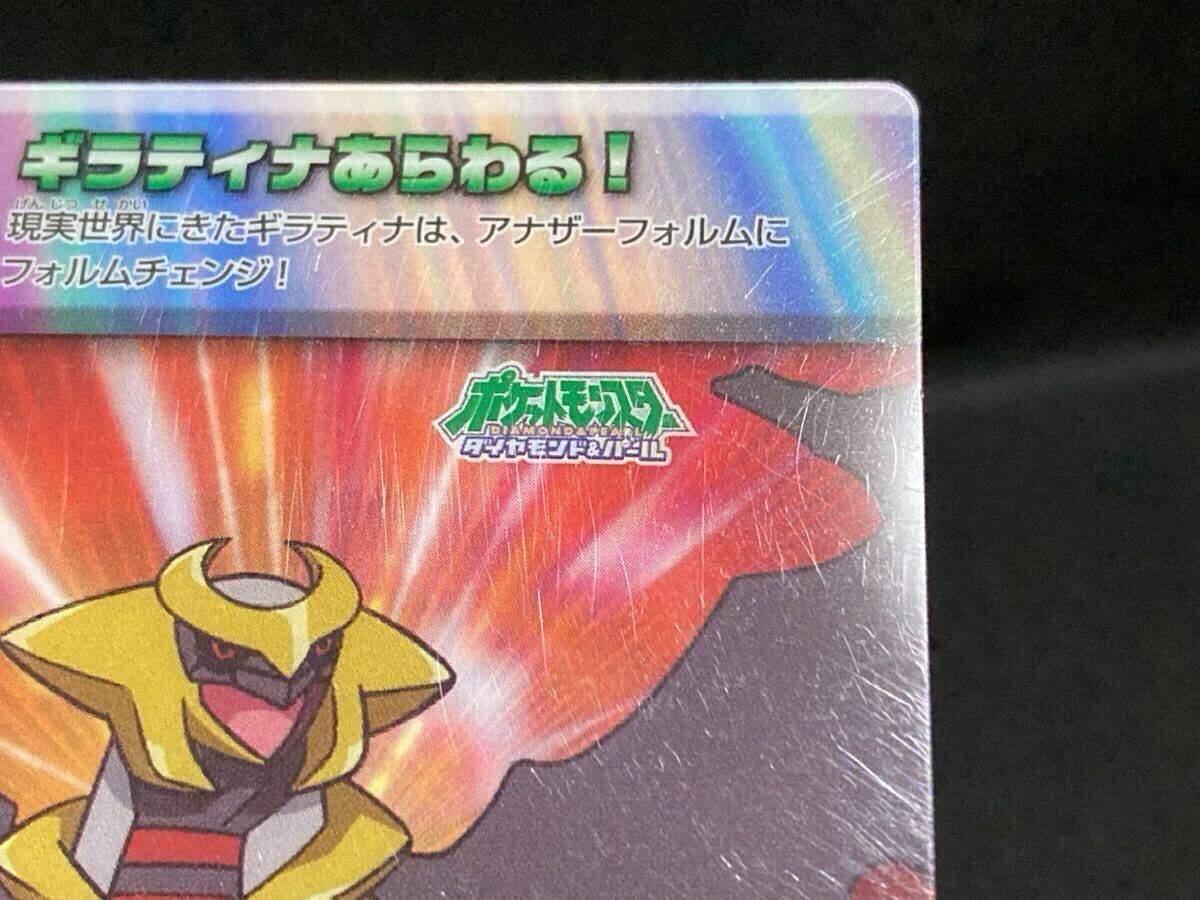 ギラティナあらわる！
げんじつ せかい
現実世界にきたギラティナは、アナザーフォルムに
フォルムチェンジ！
ポケットモンスター
DIAMOND & PEARL
ダイヤモンド&パール